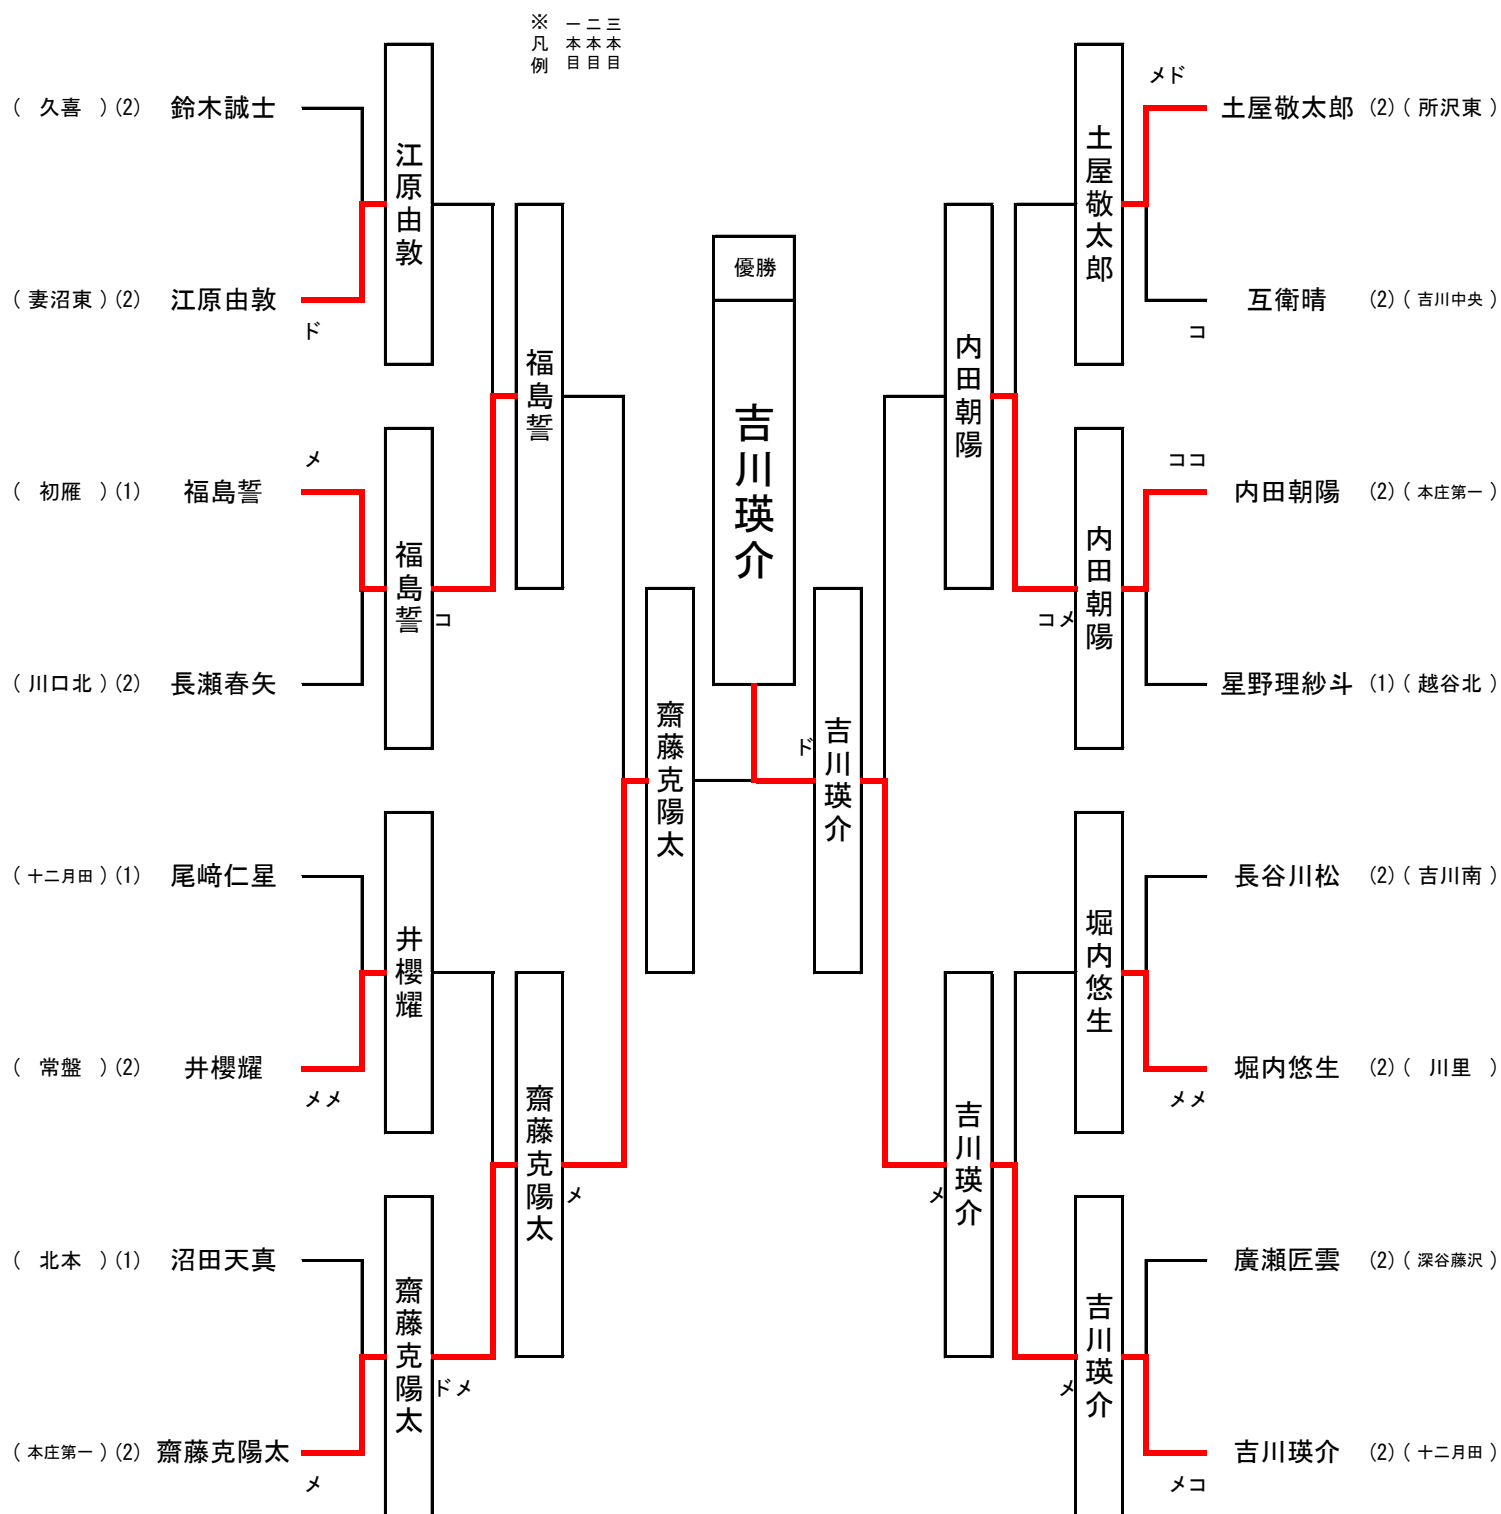 ※凡例
一本目
二本目
三本目
( 久喜 ) (2) 鈴木誠士
( 妻沼東 ) (2) 江原由敦
ド
メ
( 初雁 ) (1) 福島誓
( 川口北 ) (2) 長瀬春矢
( 十二月田 ) (1) 尾﨑仁星
( 常盤 ) (2) 井櫻耀
メメ
( 北本 ) (1) 沼田天真
( 本庄第一 ) (2) 齋藤克陽太
メ
江原由敦
福島誓
コ
井櫻耀
齋藤克陽太
ドメ
福島誓
齋藤克陽太
メ
齋藤克陽太
優勝
吉川瑛介
ド
吉川瑛介
内田朝陽
吉川瑛介
メ
土屋敬太郎
内田朝陽
コメ
堀内悠生
吉川瑛介
メ
メド
土屋敬太郎 (2) ( 所沢東 )
互衛晴 (2) ( 吉川中央 )
コ
ココ
内田朝陽 (2) ( 本庄第一 )
星野理紗斗 (1) ( 越谷北 )
長谷川松 (2) ( 吉川南 )
堀内悠生 (2) ( 川里 )
メメ
廣瀬匠雲 (2) ( 深谷藤沢 )
吉川瑛介 (2) ( 十二月田 )
メコ